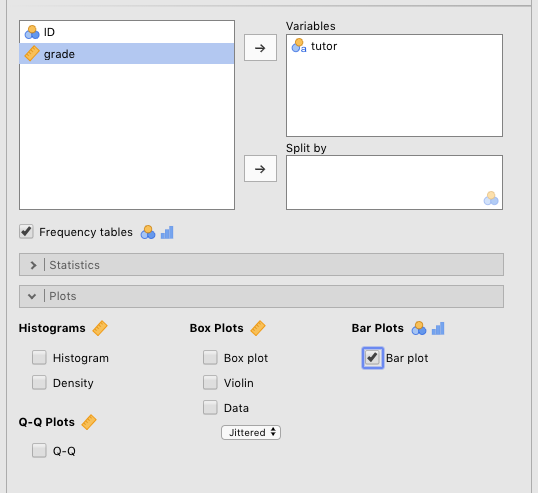 Variables
ID
grade
tutor
Split by
Frequency tables
Statistics
Plots
Histograms
Box Plots
Bar Plots
Histogram
Box plot
Bar plot
Density
Violin
Data
Q-Q Plots
Jittered
Q-Q